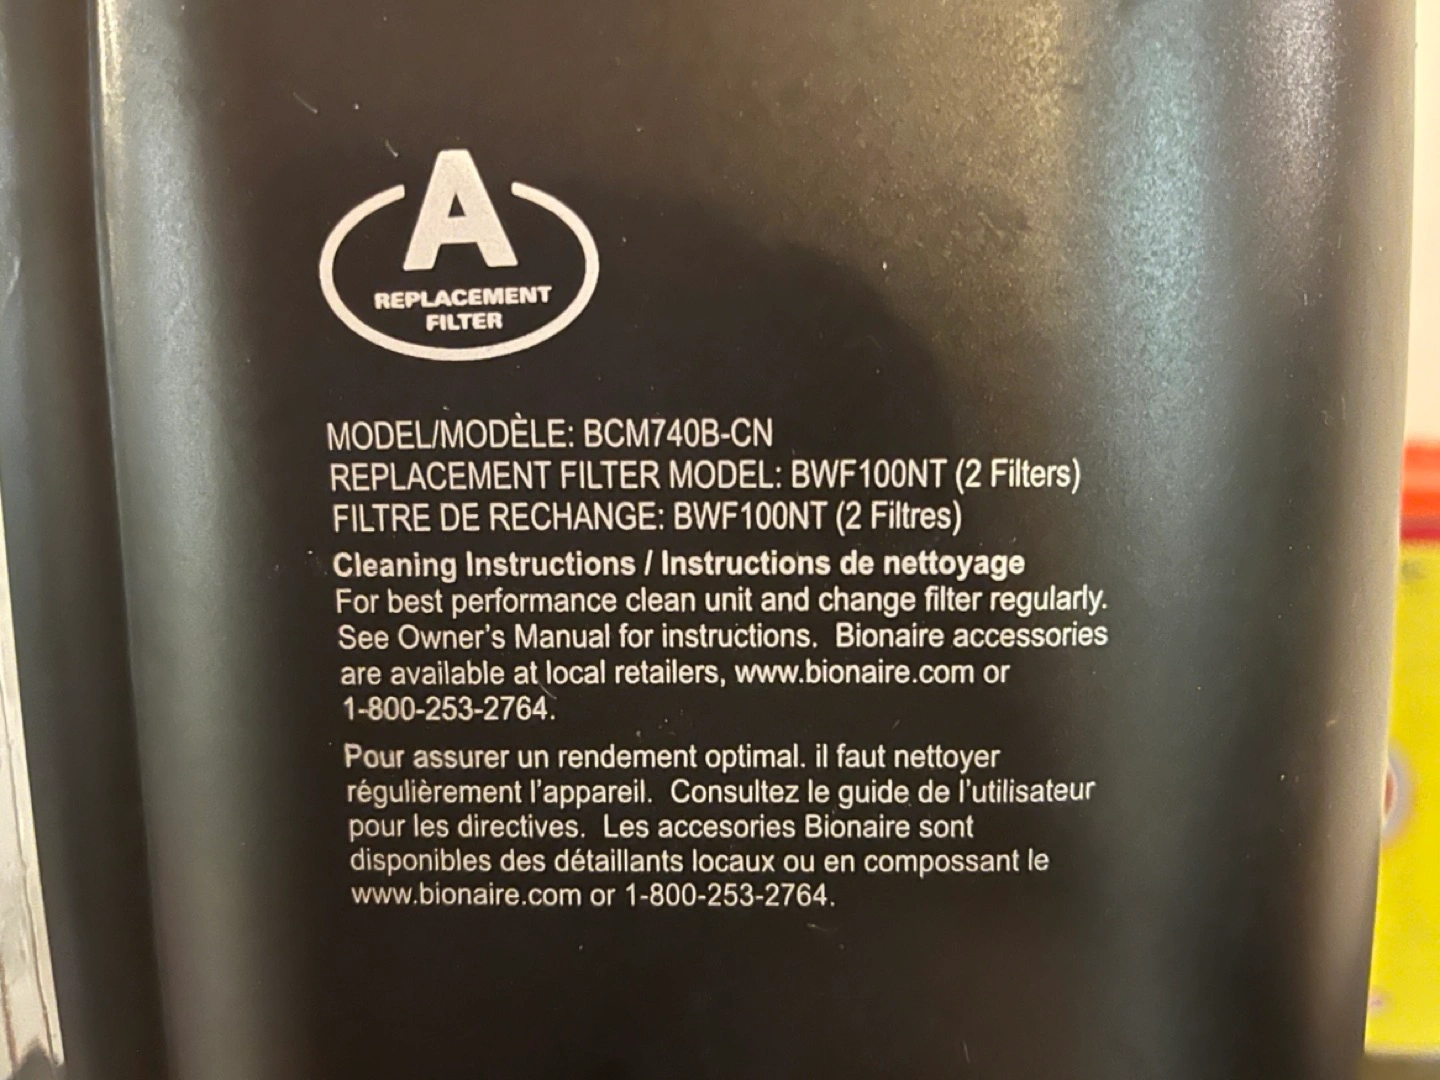 A
REPLACEMENT
FILTER
MODEL/MODÈLE: BCM740B-CN
REPLACEMENT FILTER MODEL: BWF100NT (2 Filters)
FILTRE DE RECHANGE: BWF100NT (2 Filtres)
Cleaning Instructions / Instructions de nettoyage
For best performance clean unit and change filter regularly.
See Owner's Manual for instructions.  Bionaire accessories
are available at local retailers, www.bionaire.com or
1-800-253-2764.
Pour assurer un rendement optimal. il faut nettoyer
régulièrement l'appareil.  Consultez le guide de l'utilisateur
pour les directives.  Les accesories Bionaire sont
disponibles des détaillants locaux ou en compossant le
www.bionaire.com or 1-800-253-2764.